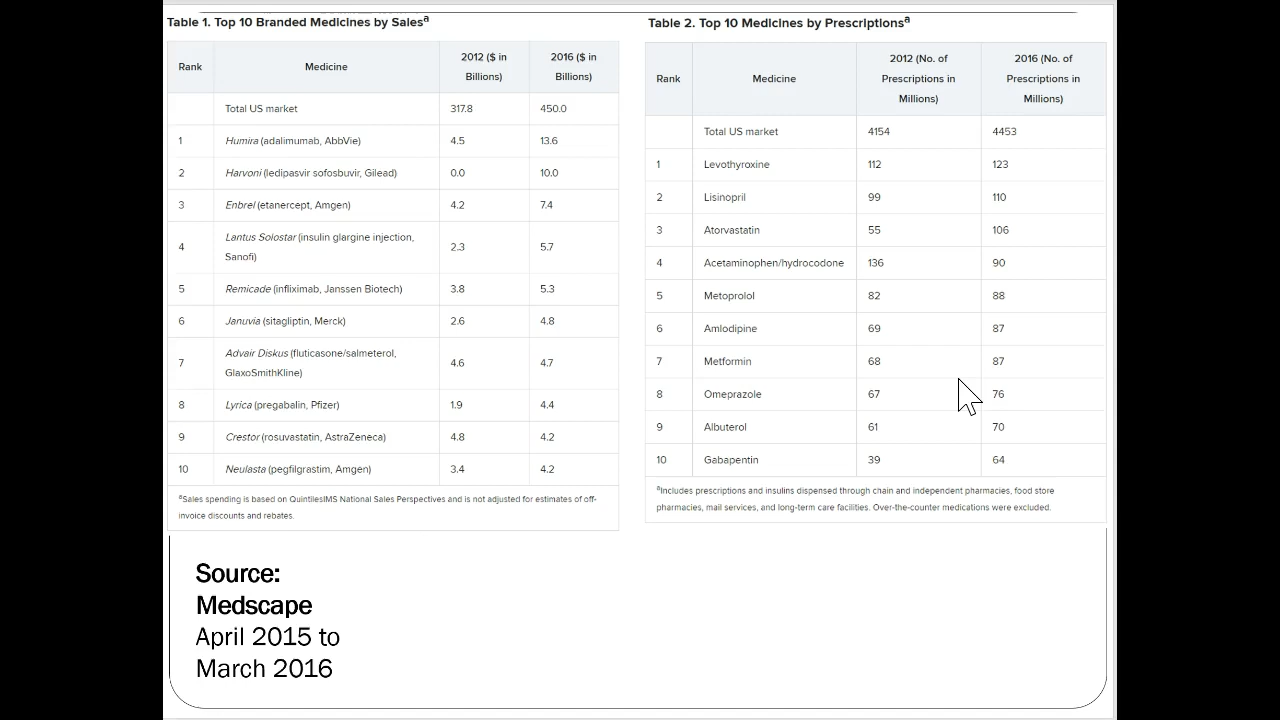 Table 1. Top 10 Branded Medicines by Salesa
Rank Medicine 2012 ($ in Billions) 2016 ($ in Billions)
Total US market 317.8 450.0
1 Humira (adalimumab, AbbVie) 4.5 13.6
2 Harvoni (ledipasvir sofosbuvir, Gilead) 0.0 10.0
3 Enbrel (etanercept, Amgen) 4.2 7.4
4 Lantus Solostar (insulin glargine injection, Sanofi) 2.3 5.7
5 Remicade (infliximab, Janssen Biotech) 3.8 5.3
6 Januvia (sitagliptin, Merck) 2.6 4.8
7 Advair Diskus (fluticasone/salmeterol, GlaxoSmithKline) 4.6 4.7
8 Lyrica (pregabalin, Pfizer) 1.9 4.4
9 Crestor (rosuvastatin, AstraZeneca) 4.8 4.2
10 Neulasta (pegfilgrastim, Amgen) 3.4 4.2
aSales spending is based on QuintilesIMS National Sales Perspectives and is not adjusted for estimates of off-
invoice discounts and rebates.
Table 2. Top 10 Medicines by Prescriptionsa
Rank Medicine 2012 (No. of Prescriptions in Millions) 2016 (No. of Prescriptions in Millions)
Total US market 4154 4453
1 Levothyroxine 112 123
2 Lisinopril 99 110
3 Atorvastatin 55 106
4 Acetaminophen/hydrocodone 136 90
5 Metoprolol 82 88
6 Amlodipine 69 87
7 Metformin 68 87
8 Omeprazole 67 76
9 Albuterol 61 70
10 Gabapentin 39 64
aIncludes prescriptions and insulins dispensed through chain and independent pharmacies, food store
pharmacies, mail services, and long-term care facilities. Over-the-counter medications were excluded.
Source:
Medscape
April 2015 to
March 2016